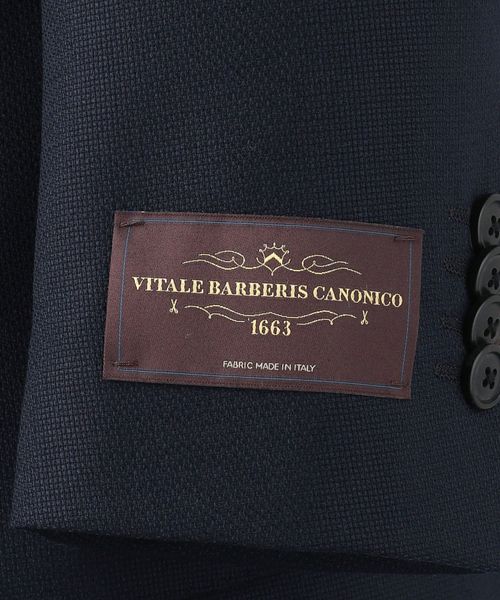 VITALE BARBERIS CANONICO
1663
FABRIC MADE IN ITALY